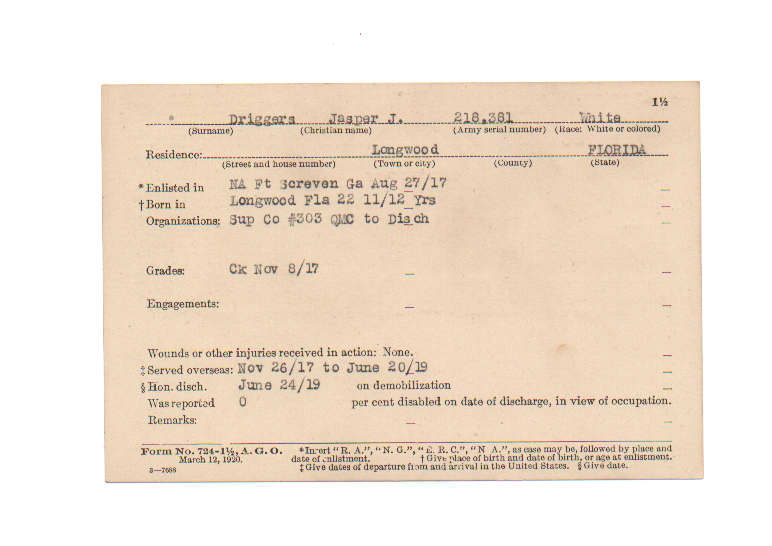 1½
* Driggers Jasper J. 218,381 White
(Surname) (Christian name) (Army serial number) (Race: White or colored)
Residence: Longwood FLORIDA
(Street and house number) (Town or city) (County) (State)
* Enlisted in NA Ft Screven Ga Aug 27/17
† Born in Longwood Fla 22 11/12 Yrs
Organizations: Sup Co #303 QMC to Disch
Grades: Ck Nov 8/17
Engagements:
Wounds or other injuries received in action: None.
‡ Served overseas: Nov 26/17 to June 20/19
§ Hon. disch. June 24/19 on demobilization
Was reported 0 per cent disabled on date of discharge, in view of occupation.
Remarks:
Form No. 724-1½, A. G. O. *Insert "R. A.", "N. G.", "E. R. C.", "N A.", as case may be, followed by place and
March 12, 1920. date of enlistment. † Give place of birth and date of birth, or age at enlistment.
3—7688 ‡ Give dates of departure from and arrival in the United States. § Give date.